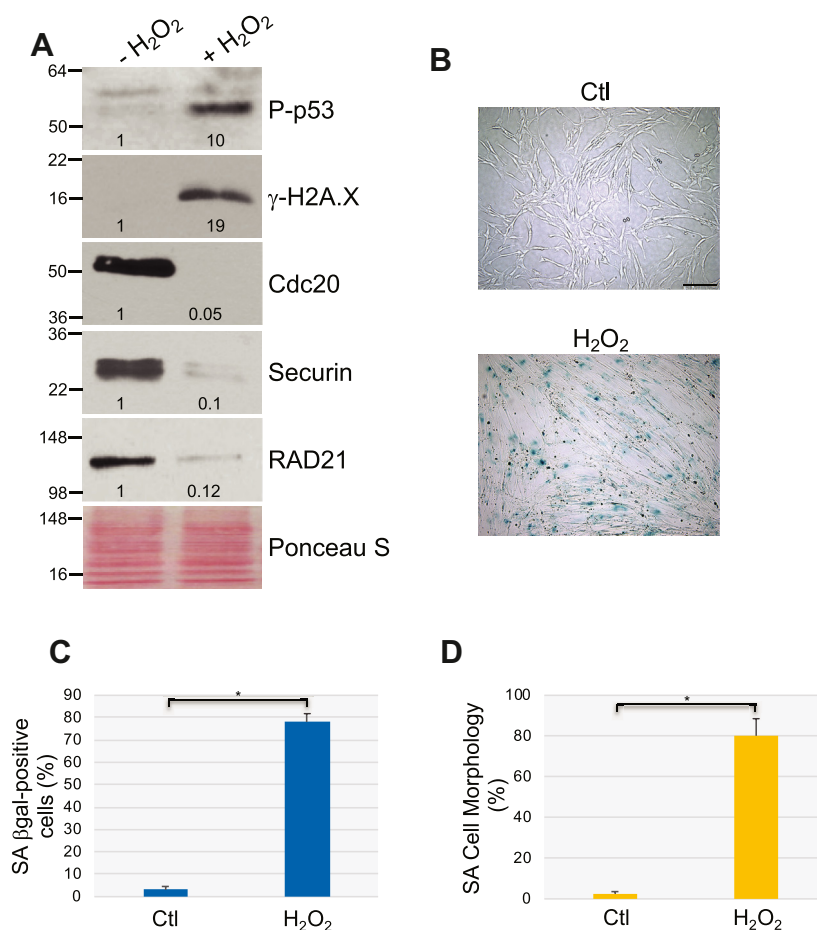 A
- H₂O₂ + H₂O₂
64
50
P-p53
1 10
22
16
γ-H2A.X
1 19
50
36
Cdc20
1 0.05
36
22
Securin
1 0.1
148
98
RAD21
1 0.12
148
16
Ponceau S
B
Ctl
H₂O₂
C
SA βgal-positive
cells (%)
90
80
70
60
50
40
30
20
10
0
*
Ctl H₂O₂
D
SA Cell Morphology
(%)
100
80
60
40
20
0
*
Ctl H₂O₂